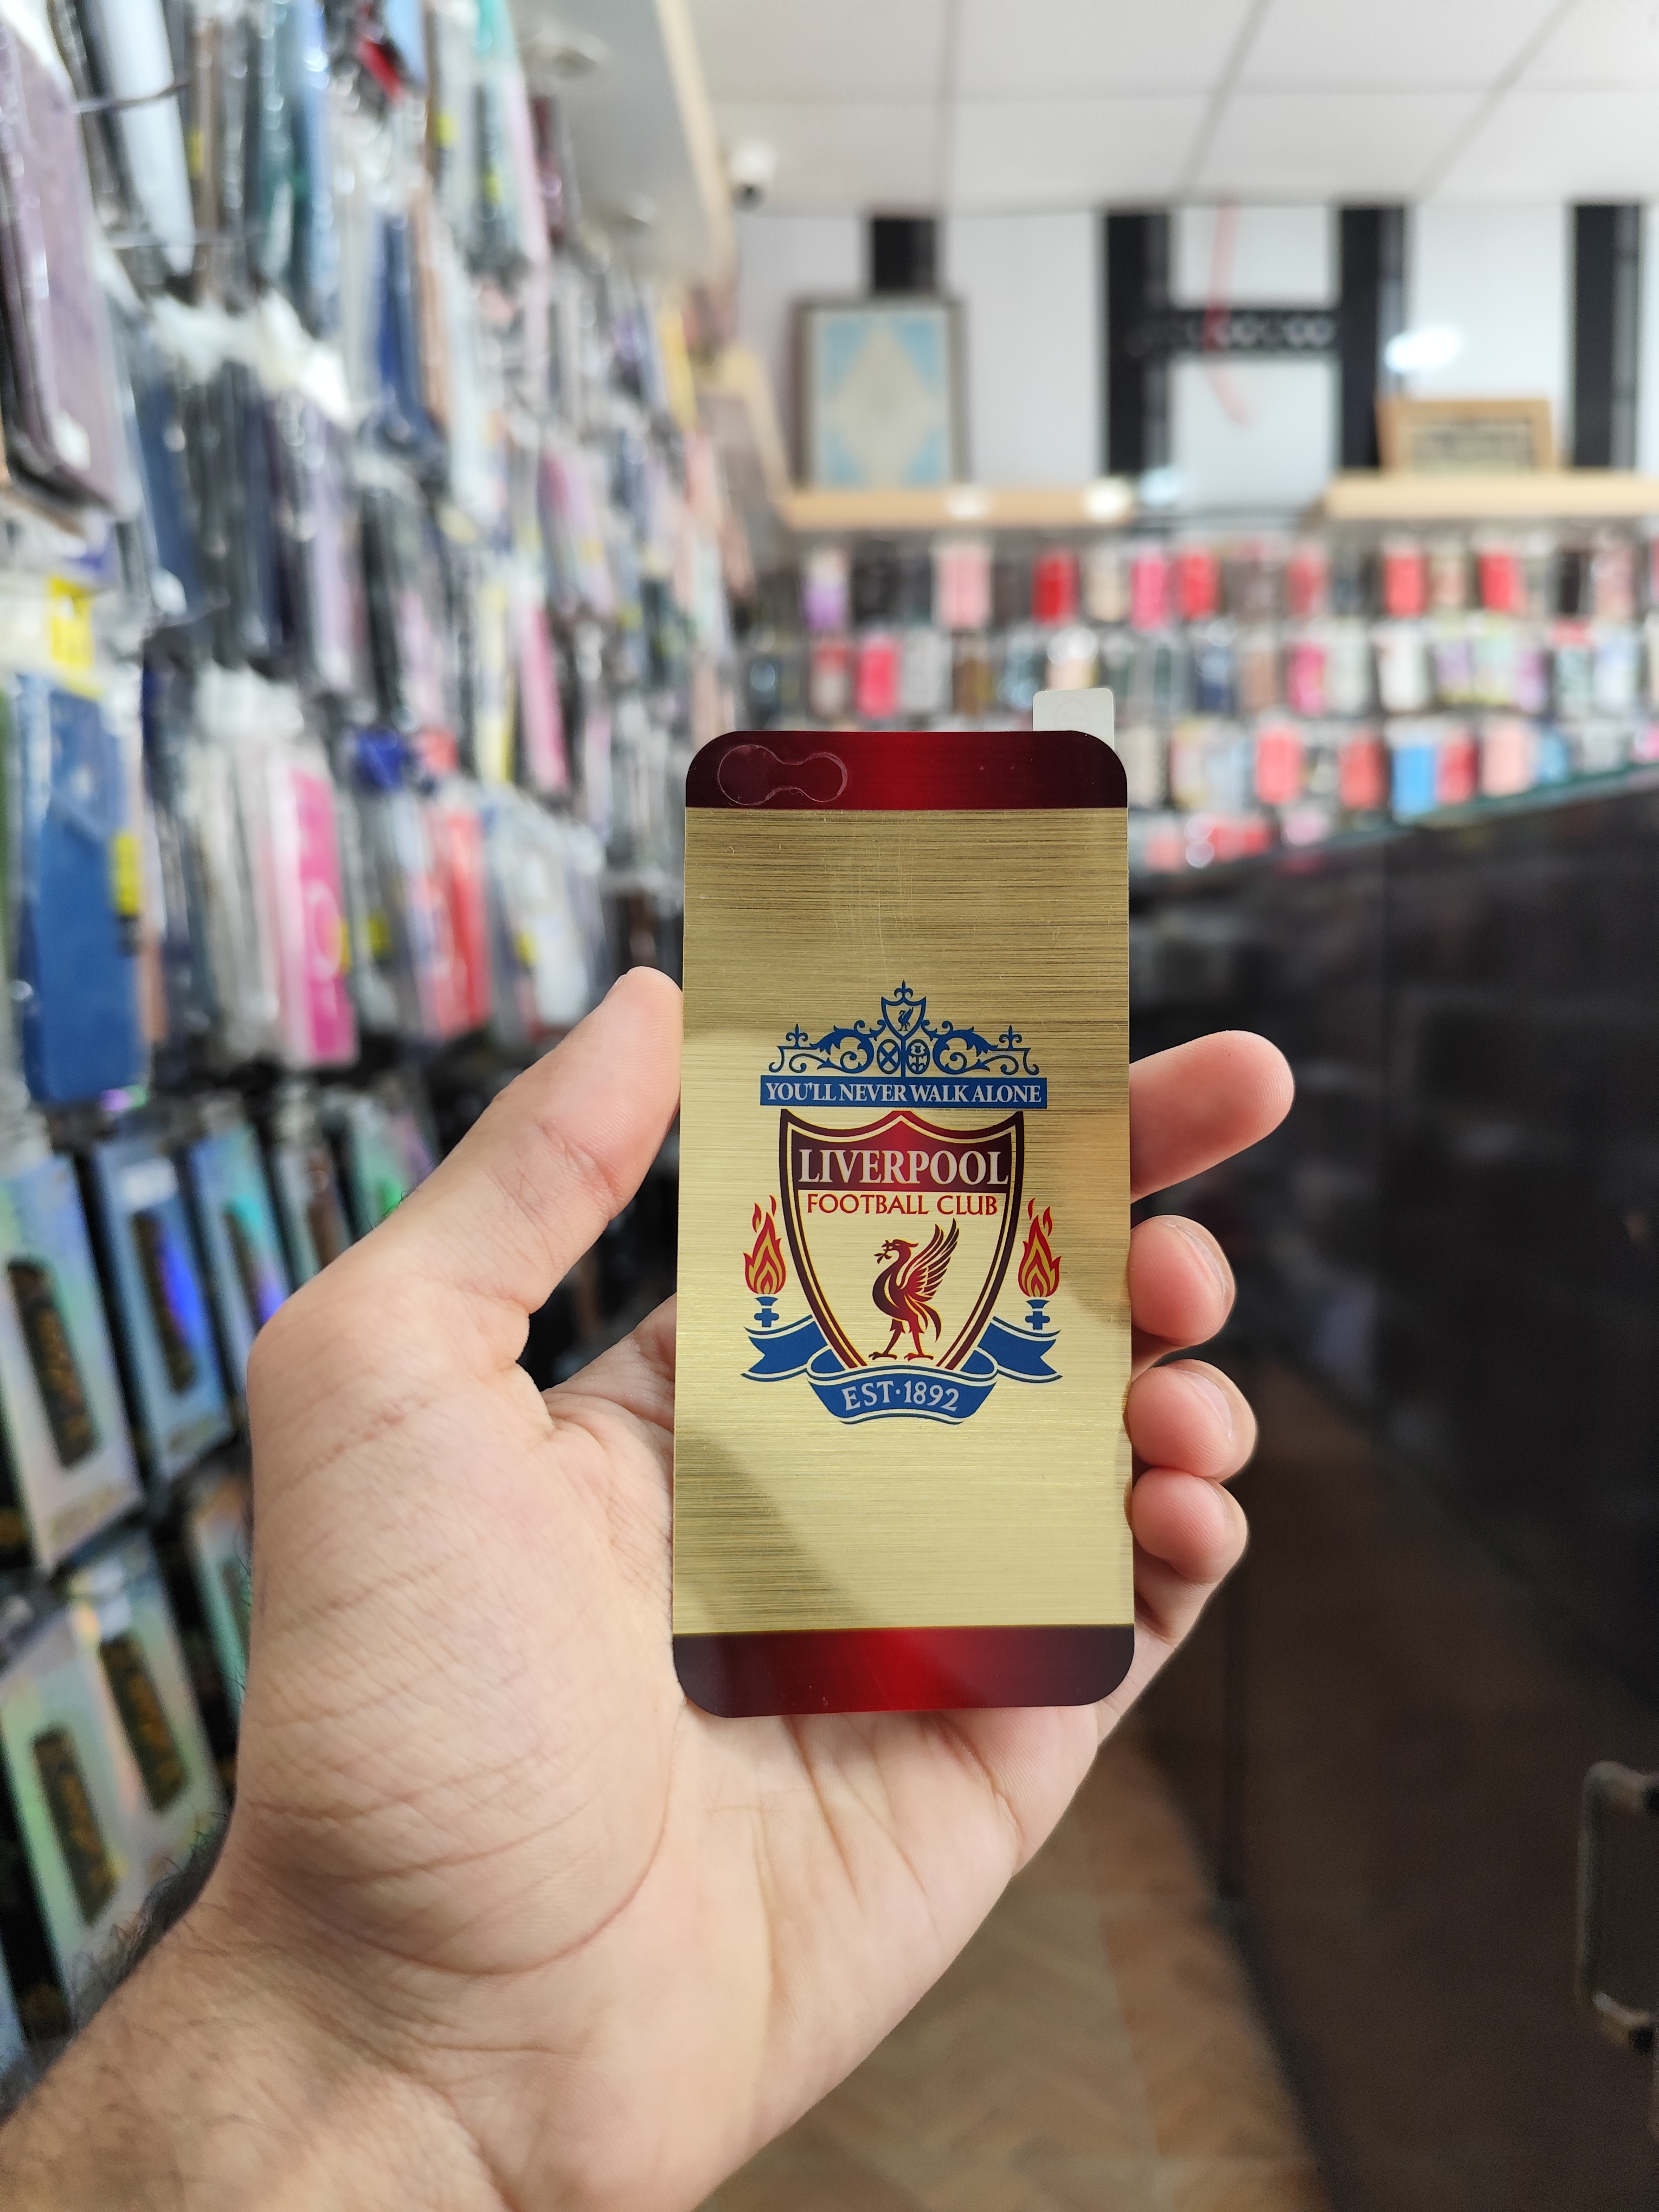 YOU'LL NEVER WALK ALONE
LIVERPOOL
FOOTBALL CLUB
EST·1892